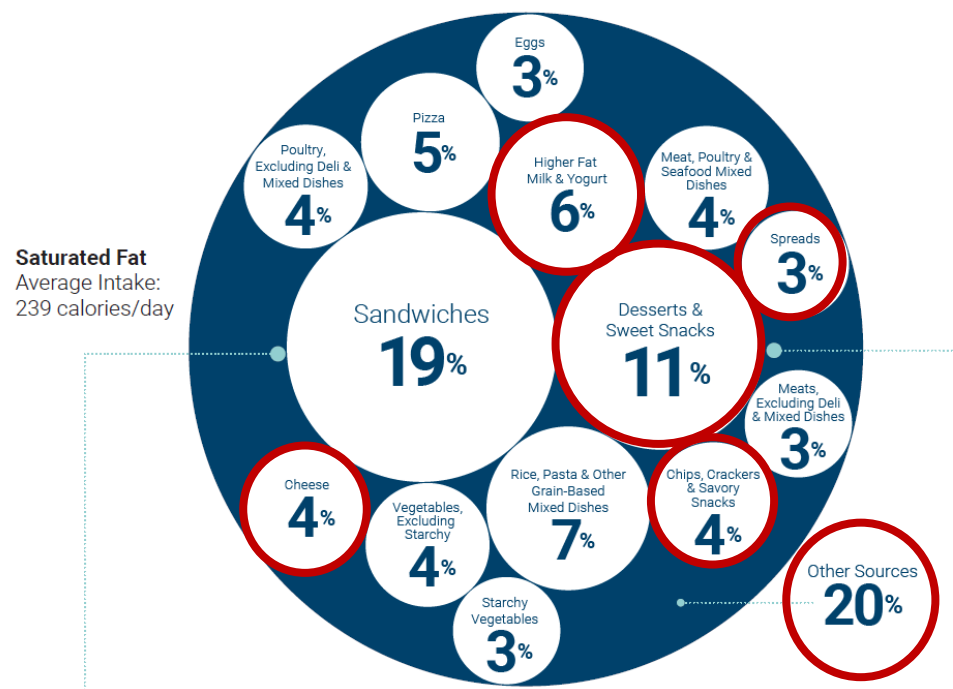 Eggs
3%
Pizza
5%
Poultry,
Excluding Deli &
Mixed Dishes
4%
Higher Fat
Milk & Yogurt
6%
Meat, Poultry &
Seafood Mixed
Dishes
4%
Spreads
3%
Saturated Fat
Average Intake:
239 calories/day
Sandwiches
19%
Desserts &
Sweet Snacks
11%
Meats,
Excluding Deli
& Mixed Dishes
3%
Cheese
4%
Vegetables,
Excluding
Starchy
4%
Rice, Pasta & Other
Grain-Based
Mixed Dishes
7%
Chips, Crackers
& Savory
Snacks
4%
Starchy
Vegetables
3%
Other Sources
20%